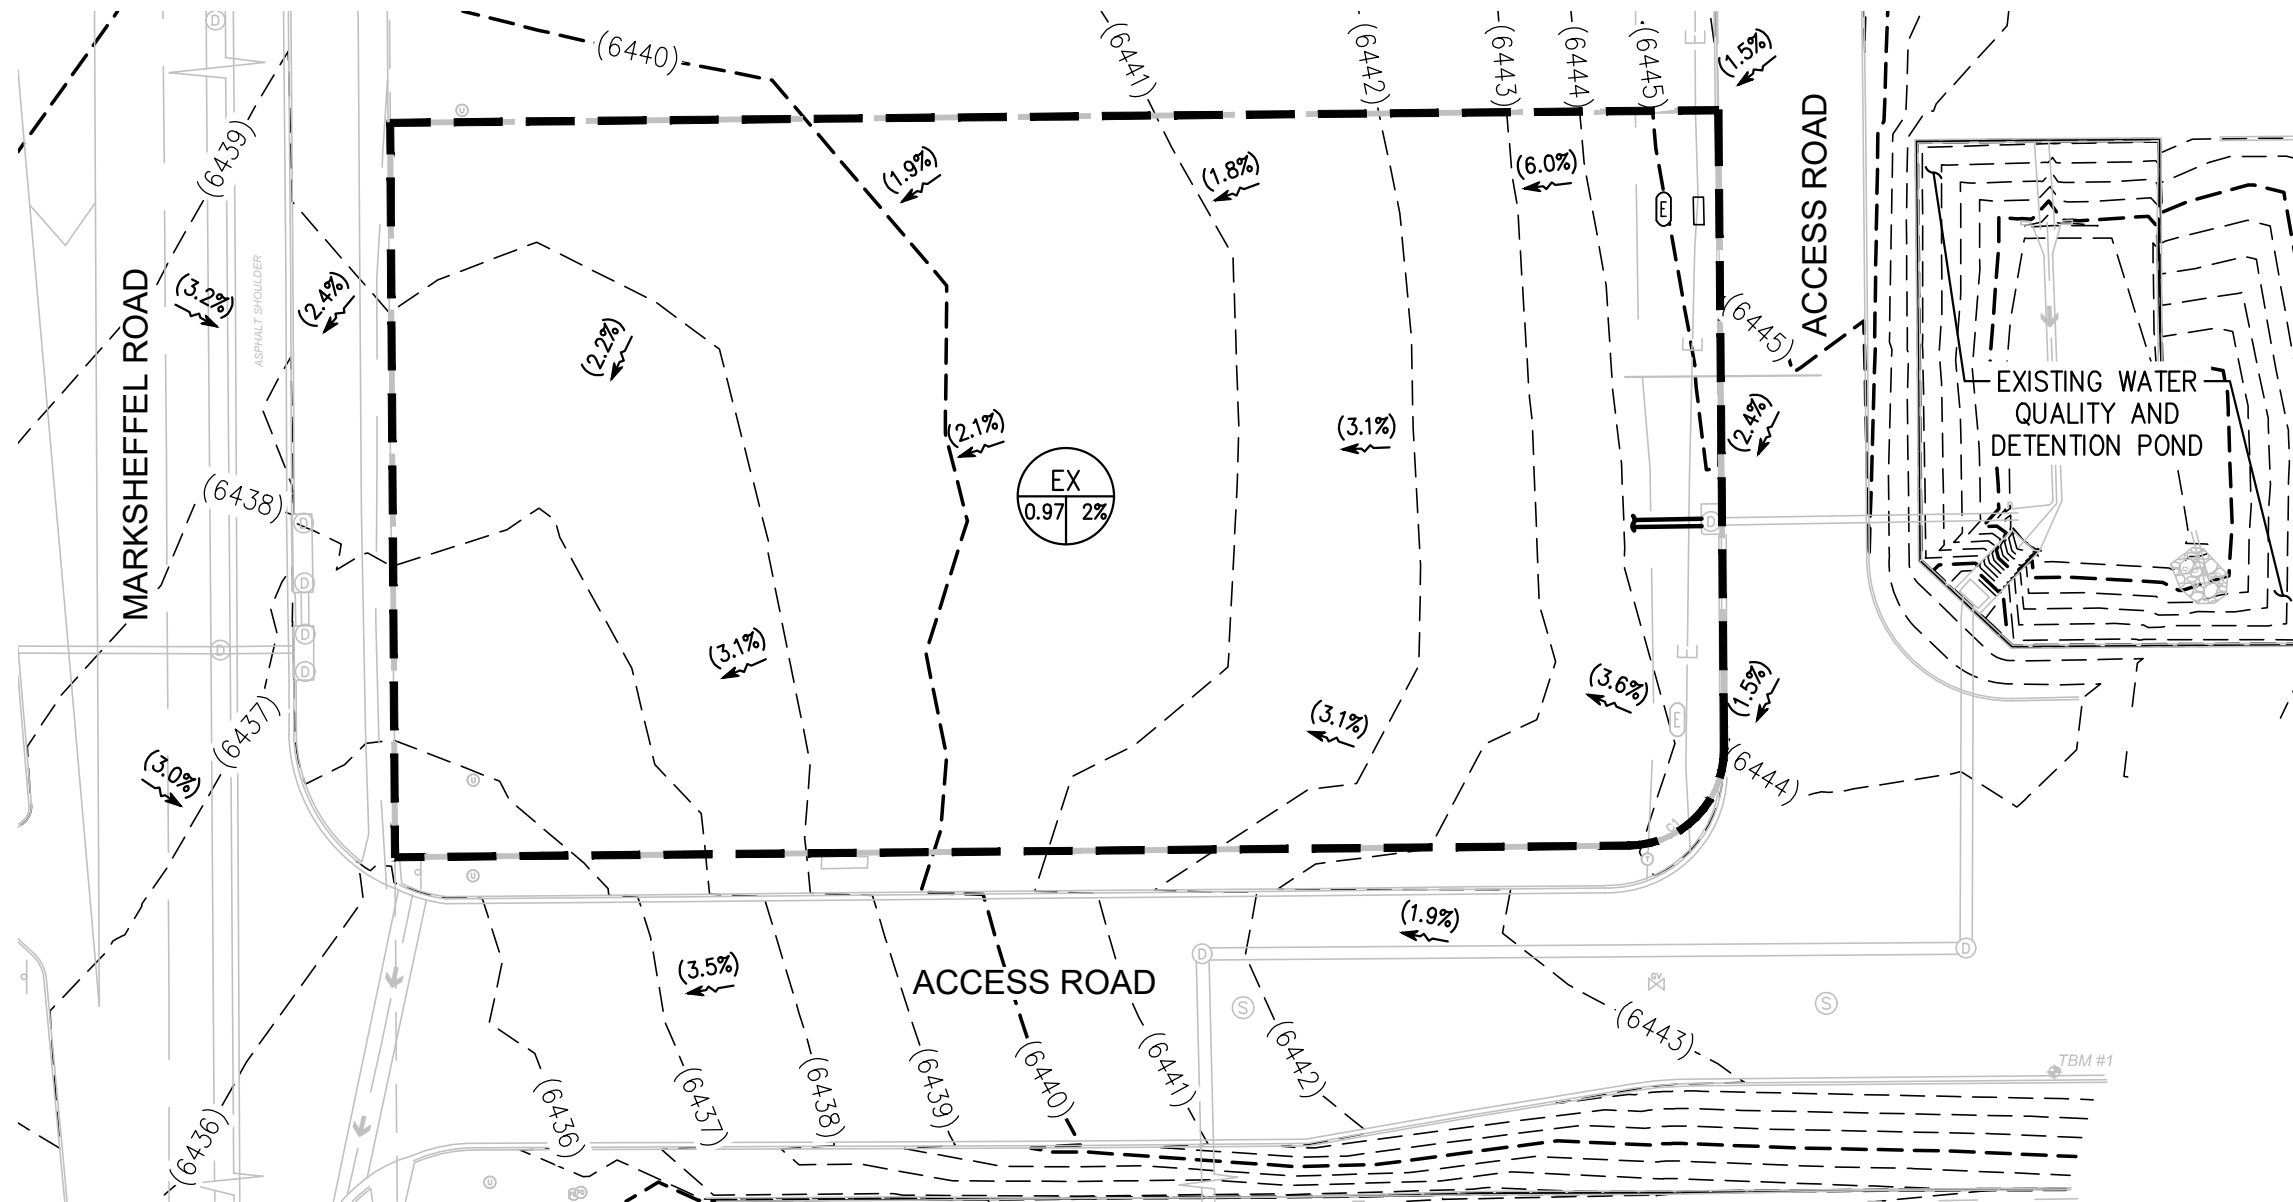 (6440)
(6441)
(6442)
(6443)
(6444)
(6445)
(1.5%)
ACCESS ROAD
(6439)
(1.9%)
(1.8%)
(6.0%)
E
MARKSHEFFEL ROAD
ASPHALT SHOULDER
(3.2%)
(2.4%)
(2.2%)
(6445)
EXISTING WATER
QUALITY AND
DETENTION POND
(2.1%)
(3.1%)
(2.4%)
EX
0.97 2%
(6438)
D
D
D
D
D
D
D
(3.1%)
(3.1%)
(3.6%)
E
(1.5%)
(6437)
(3.0%)
(6444)
C1
U
U
U
T
(1.9%)
(3.5%)
ACCESS ROAD
D
D
S
S
GV
(6443)
TBM #1
(6436)
(6436)
(6437)
(6438)
(6439)
(6440)
(6441)
(6442)
U